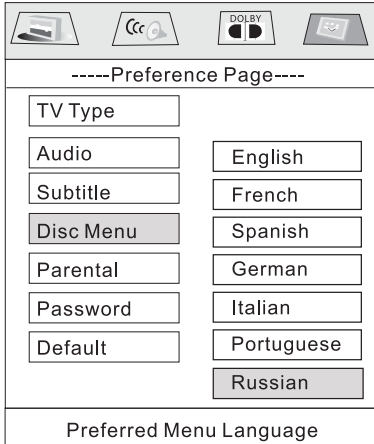 DOLBY
-----Preference Page----
TV Type
Audio
Subtitle
Disc Menu
Parental
Password
Default
English
French
Spanish
German
Italian
Portuguese
Russian
Preferred Menu Language